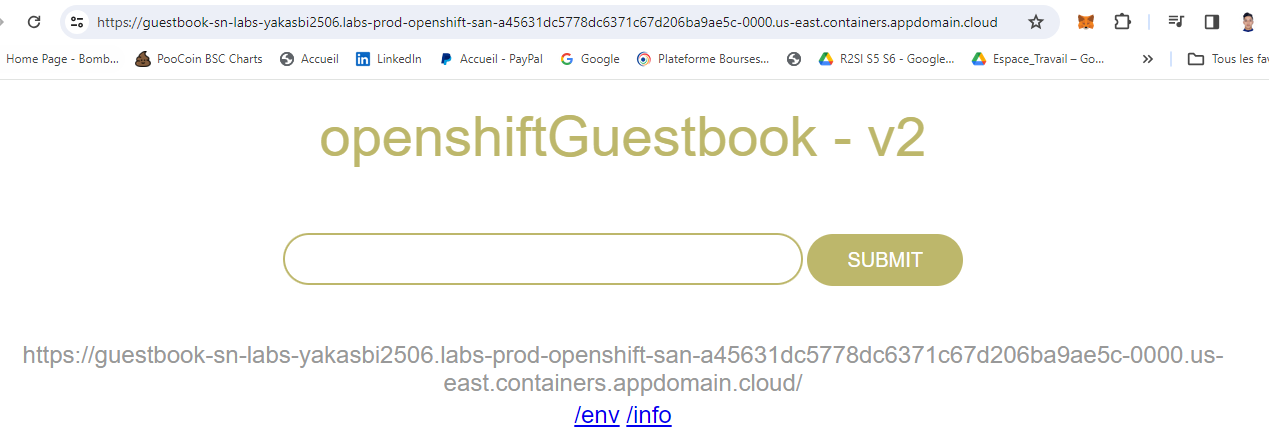 https://guestbook-sn-labs-yakasbi2506.labs-prod-openshift-san-a45631dc5778dc6371c67d206ba9ae5c-0000.us-east.containers.appdomain.cloud
Home Page - Bomb... PooCoin BSC Charts Accueil LinkedIn Accueil - PayPal Google Plateforme Bourses... R2SI S5 S6 - Google... Espace_Travail – Go... » Tous les fav
openshiftGuestbook - v2
SUBMIT
https://guestbook-sn-labs-yakasbi2506.labs-prod-openshift-san-a45631dc5778dc6371c67d206ba9ae5c-0000.us-
east.containers.appdomain.cloud/
/env /info